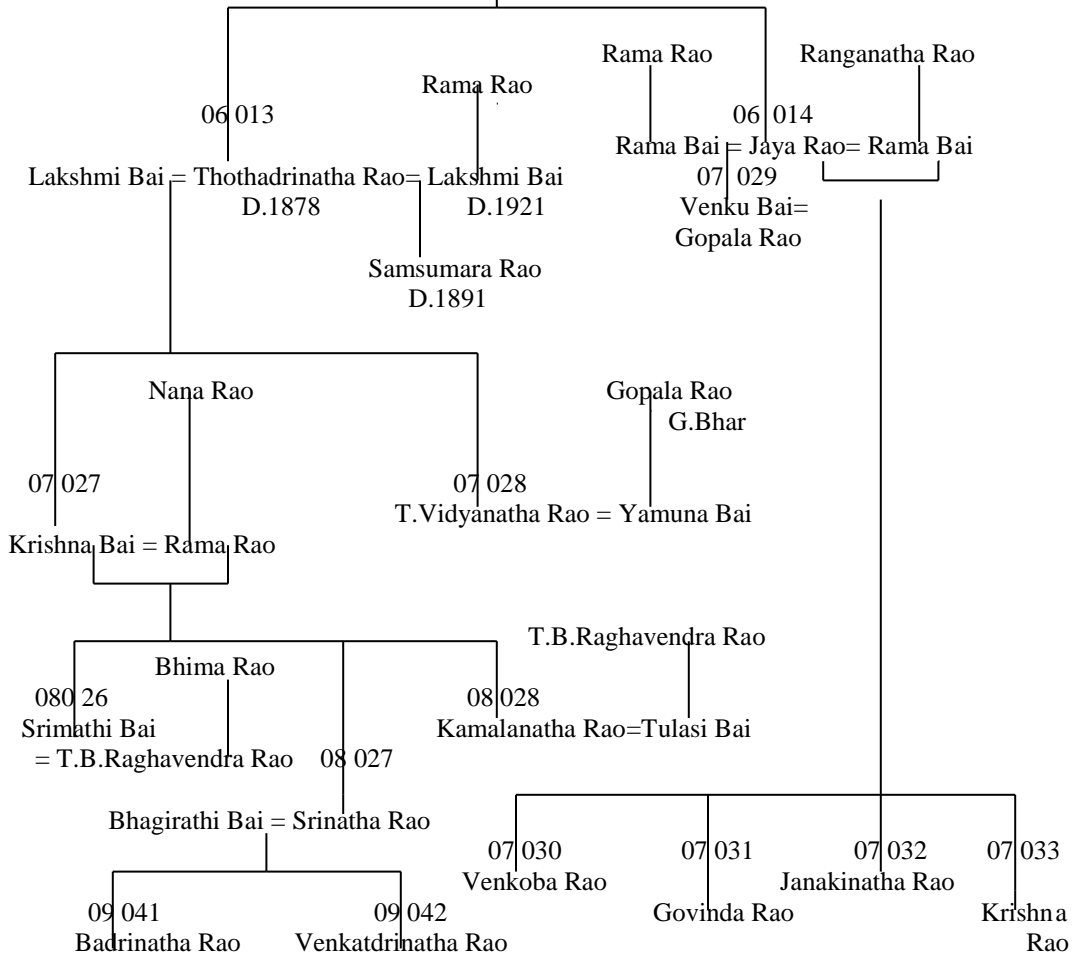 Rama Rao Ranganatha Rao
Rama Rao
06 013 06 014
Rama Bai = Jaya Rao= Rama Bai
Lakshmi Bai = Thothadrinatha Rao= Lakshmi Bai 07 029
D.1878 D.1921 Venku Bai=
Gopala Rao
Samsumara Rao
D.1891
Nana Rao Gopala Rao
G.Bhar
07 027 07 028
T.Vidyanatha Rao = Yamuna Bai
Krishna Bai = Rama Rao
T.B.Raghavendra Rao
Bhima Rao
080 26 08 028
Srimathi Bai Kamalanatha Rao=Tulasi Bai
= T.B.Raghavendra Rao 08 027
Bhagirathi Bai = Srinatha Rao
07 030 07 031 07 032 07 033
Venkoba Rao Janakinatha Rao
09 041 09 042 Govinda Rao Krishna
Badrinatha Rao Venkatdrinatha Rao Rao